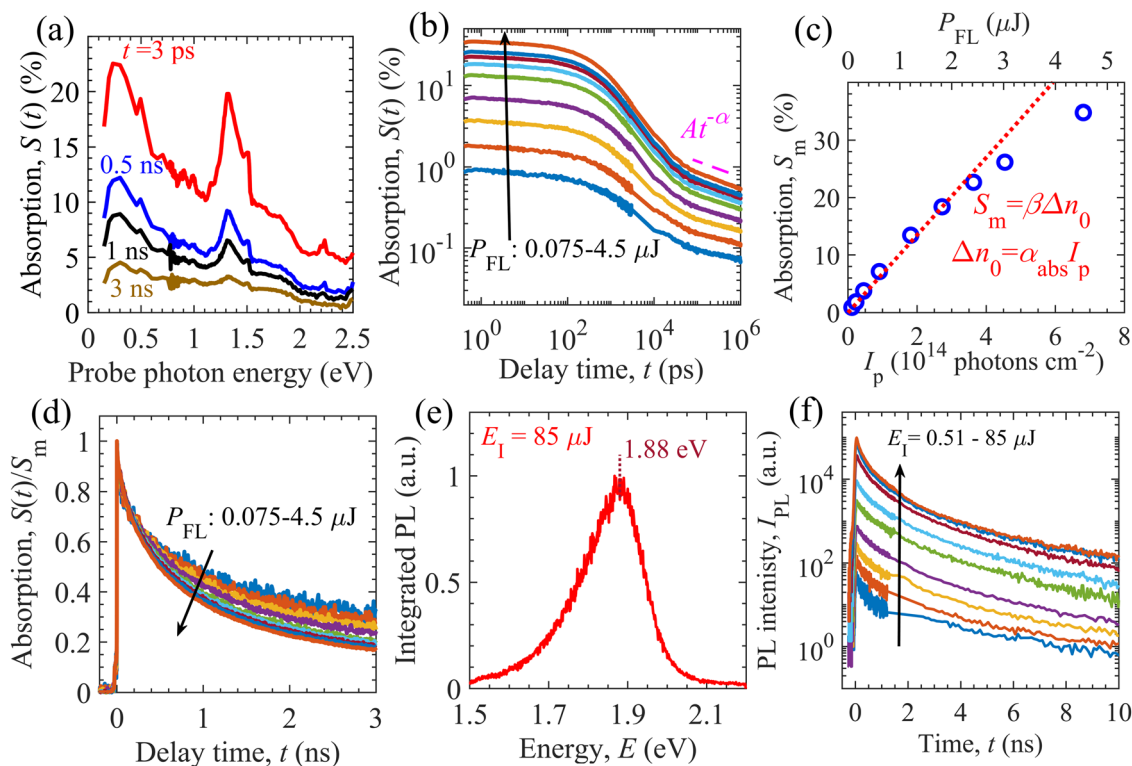 (a)
t = 3 ps
0.5 ns
1 ns
3 ns
Absorption, S (t) (%)
0
5
10
15
20
0
0.5
1
1.5
2
2.5
Probe photon energy (eV)
(b)
Absorption, S(t) (%)
10^1
10^0
10^-1
At^-α
P_FL: 0.075-4.5 μJ
10^0
10^2
10^4
10^6
Delay time, t (ps)
(c)
P_FL (μJ)
0
1
2
3
4
5
Absorption, S_m (%)
0
10
20
30
S_m=βΔn_0
Δn_0=α_abs I_p
0
2
4
6
8
I_p (10^14 photons cm^-2)
(d)
Absorption, S(t)/S_m
0
0.2
0.4
0.6
0.8
1
P_FL: 0.075-4.5 μJ
0
1
2
3
Delay time, t (ns)
(e)
E_I = 85 μJ
1.88 eV
Integrated PL (a.u.)
0
0.5
1
1.5
1.7
1.9
2.1
Energy, E (eV)
(f)
E_I = 0.51 - 85 μJ
PL intenisty, I_PL (a.u.)
10^4
10^2
10^0
0
2
4
6
8
10
Time, t (ns)